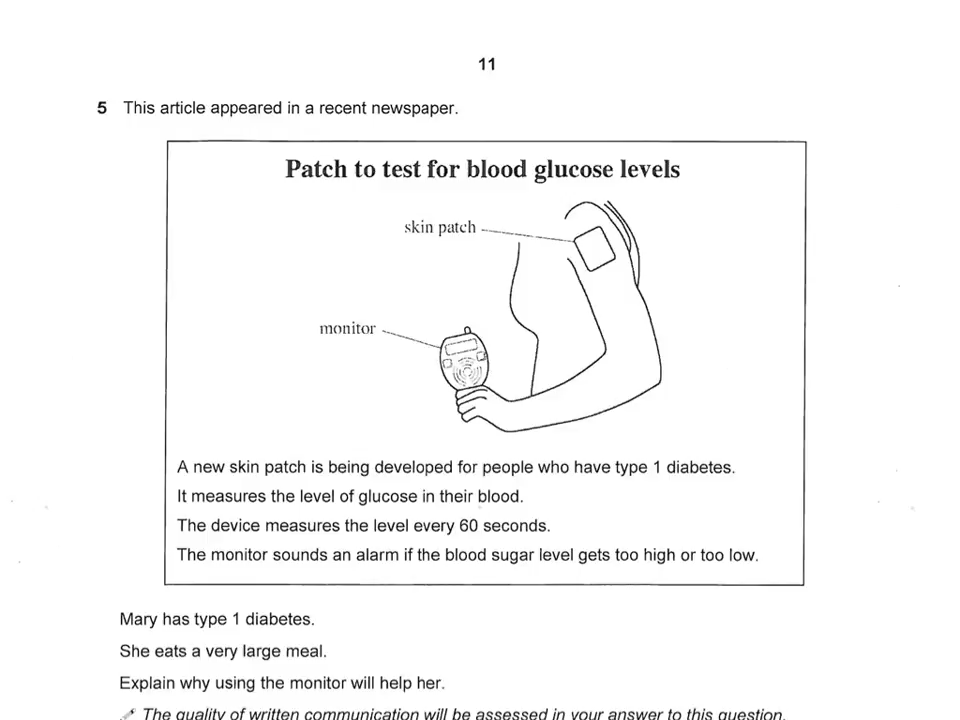 11
5 This article appeared in a recent newspaper.
Patch to test for blood glucose levels
skin patch
monitor
A new skin patch is being developed for people who have type 1 diabetes.
It measures the level of glucose in their blood.
The device measures the level every 60 seconds.
The monitor sounds an alarm if the blood sugar level gets too high or too low.
Mary has type 1 diabetes.
She eats a very large meal.
Explain why using the monitor will help her.
The quality of written communication will be assessed in your answer to this question.